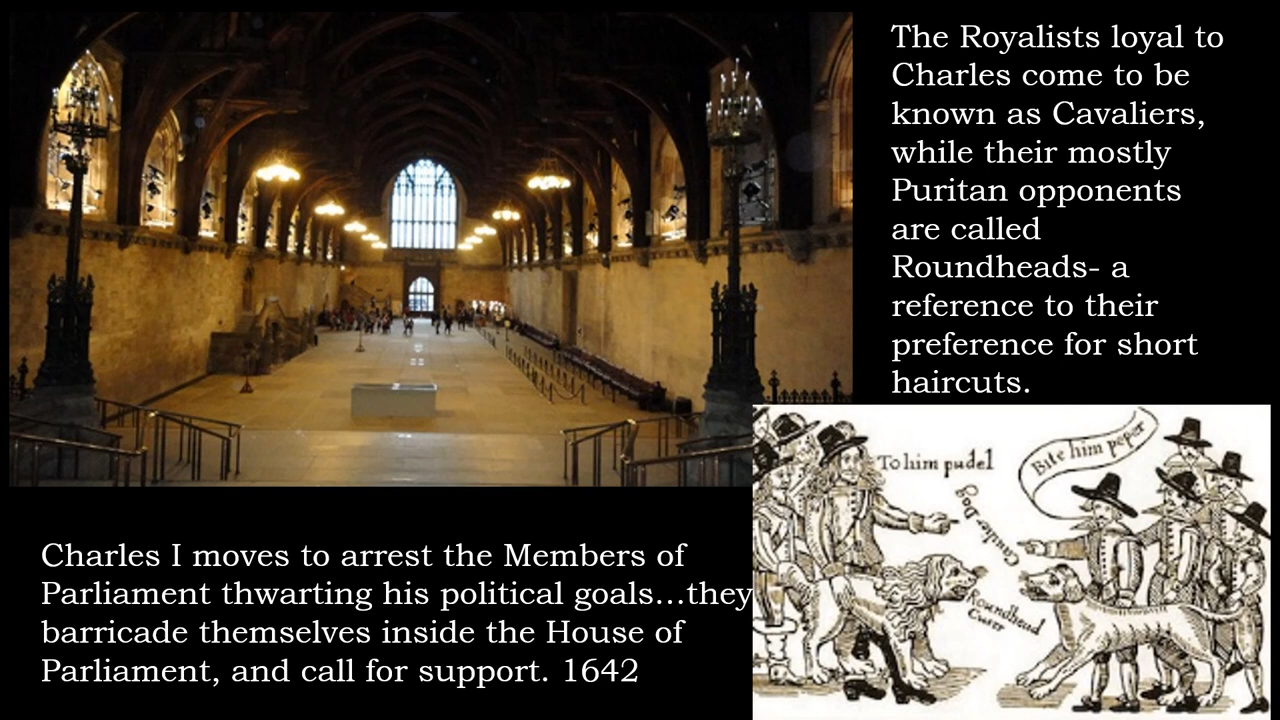 The Royalists loyal to
Charles come to be
known as Cavaliers,
while their mostly
Puritan opponents
are called
Roundheads- a
reference to their
preference for short
haircuts.
To him pudel
Bite him peper
Cavalier Dog
Roundhead
Curr
Charles I moves to arrest the Members of
Parliament thwarting his political goals...they
barricade themselves inside the House of
Parliament, and call for support. 1642